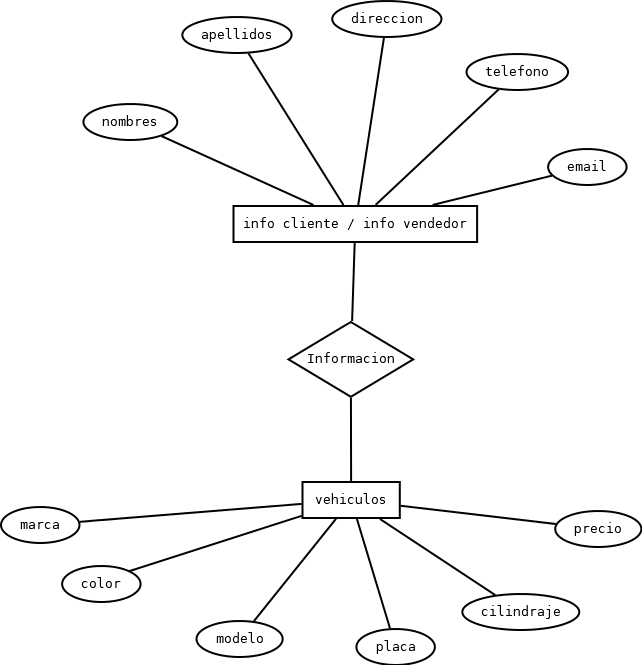 direccion
apellidos
telefono
nombres
email
info cliente / info vendedor
Informacion
vehiculos
marca
precio
color
cilindraje
modelo
placa